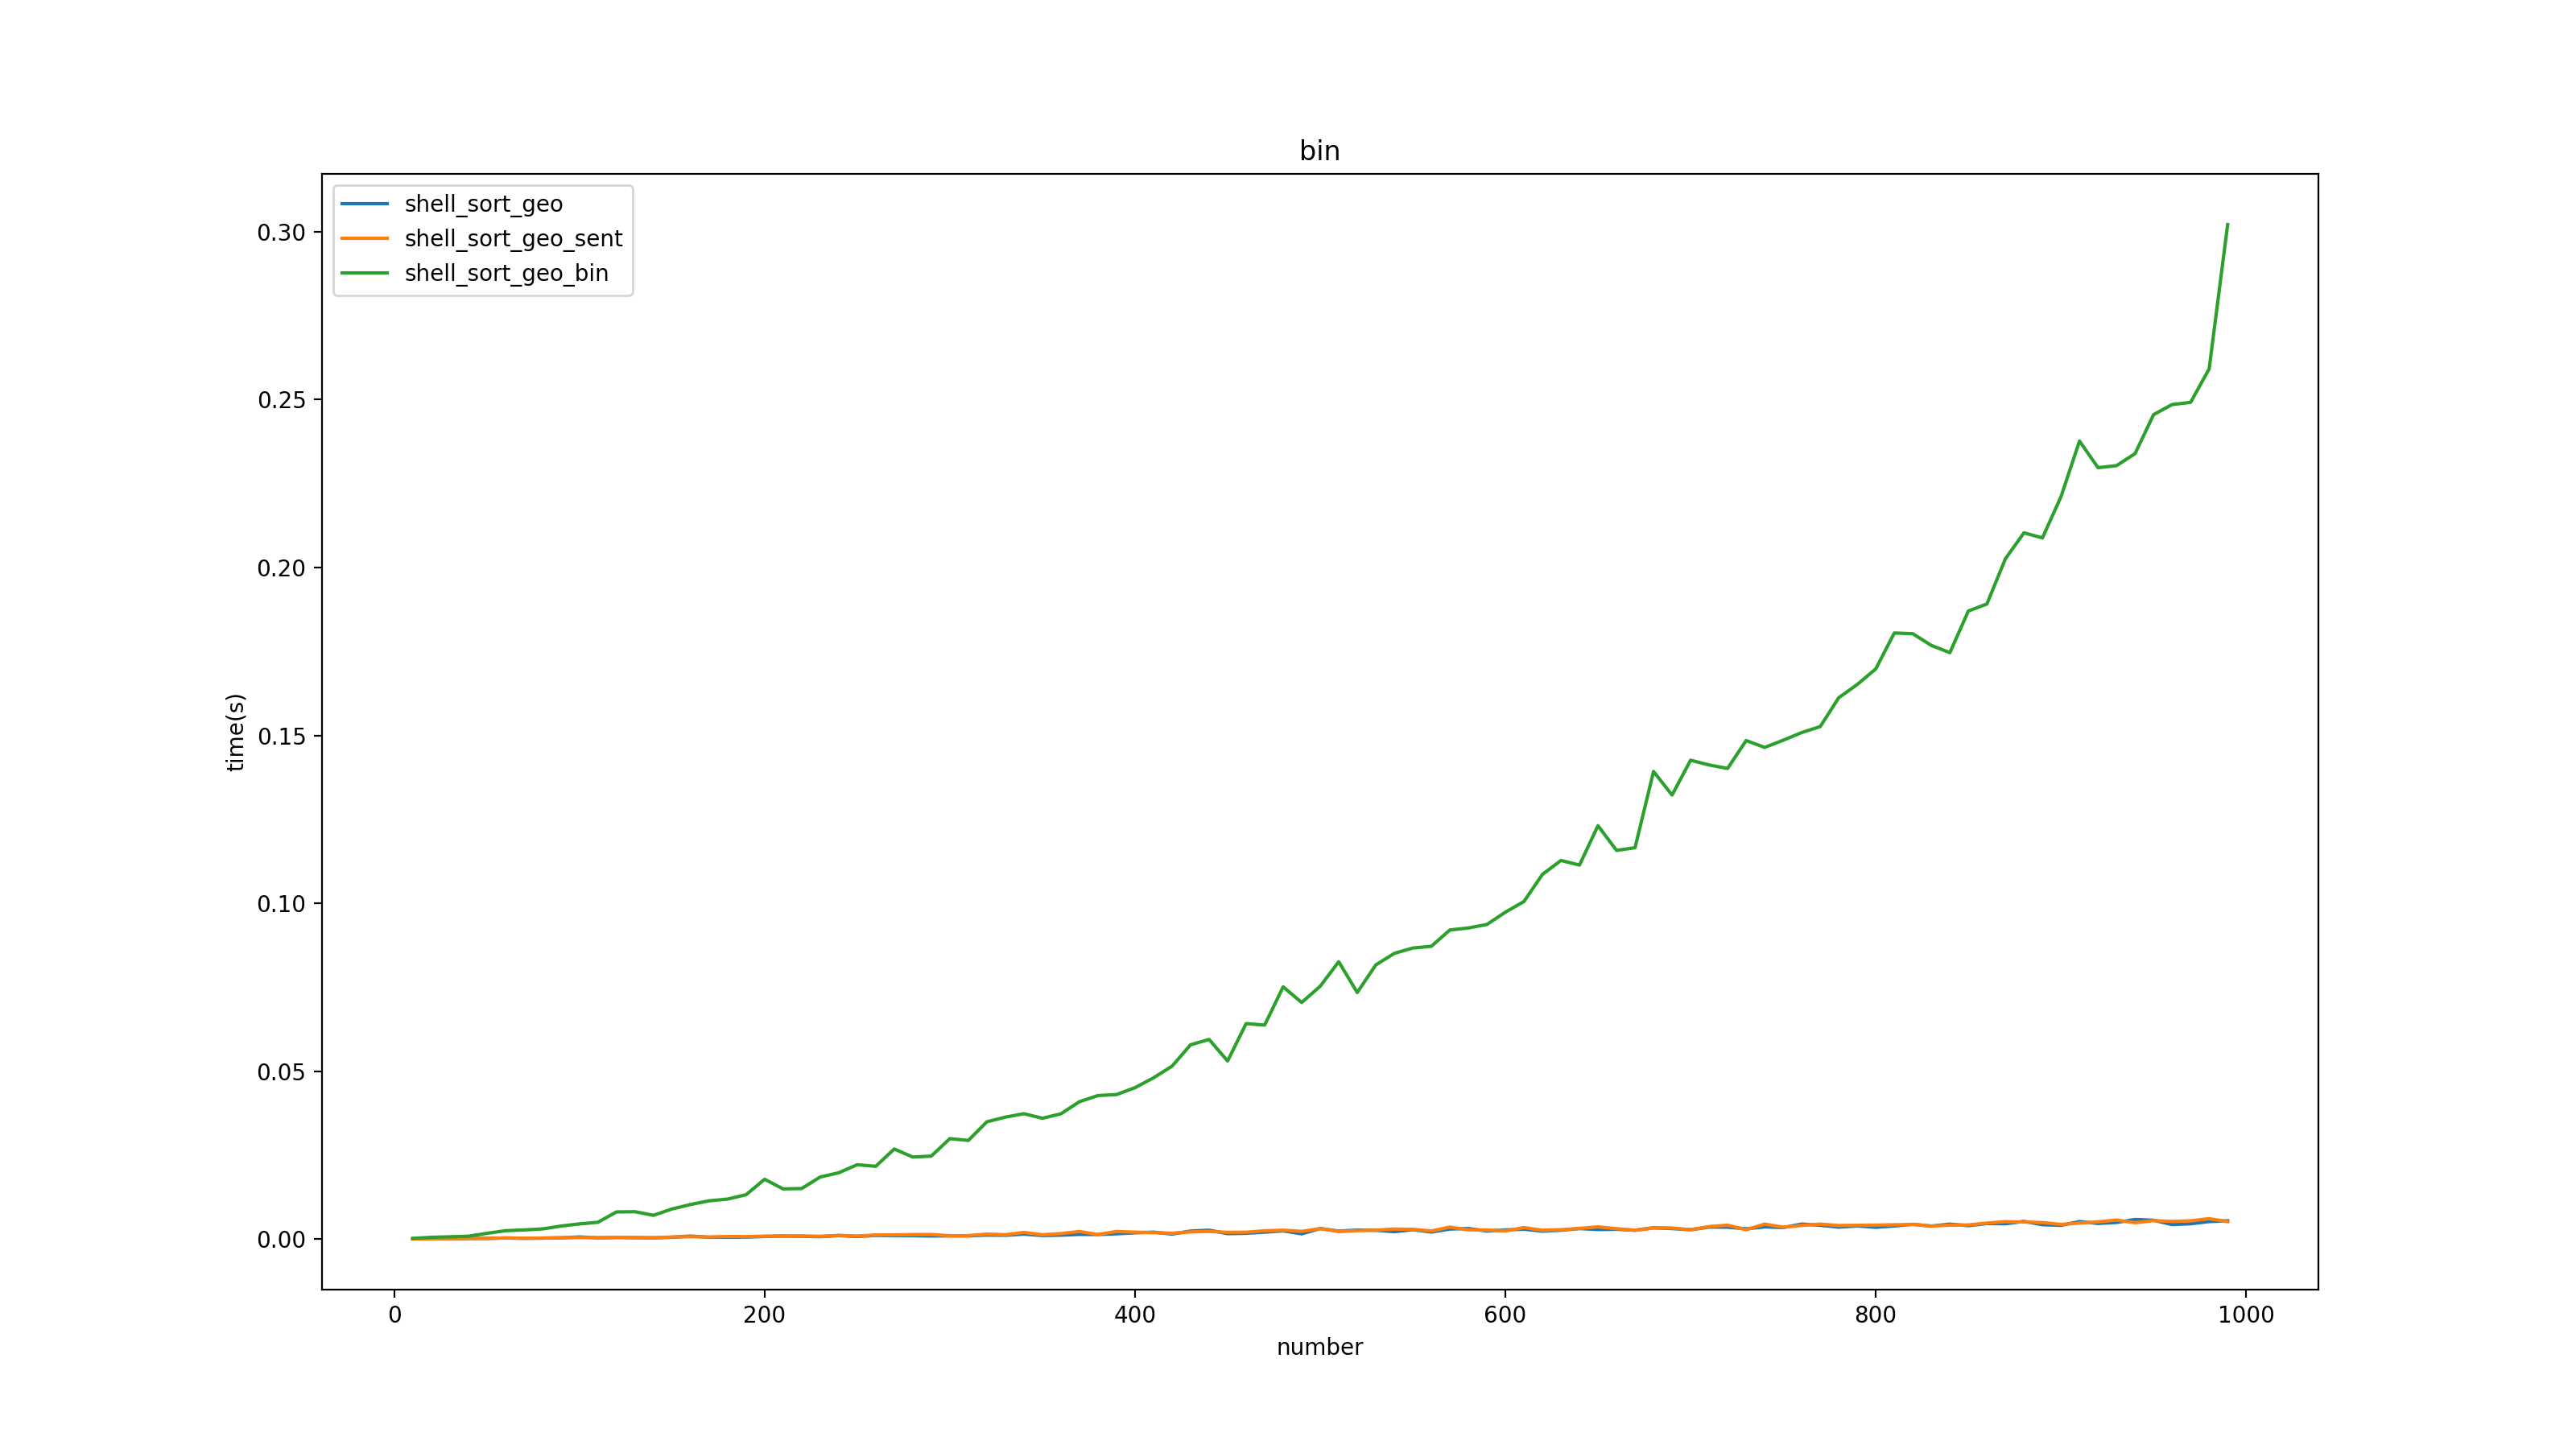 bin
shell_sort_geo
shell_sort_geo_sent
shell_sort_geo_bin
0.30
0.25
0.20
0.15
0.10
0.05
0.00
time(s)
0 200 400 600 800 1000
number